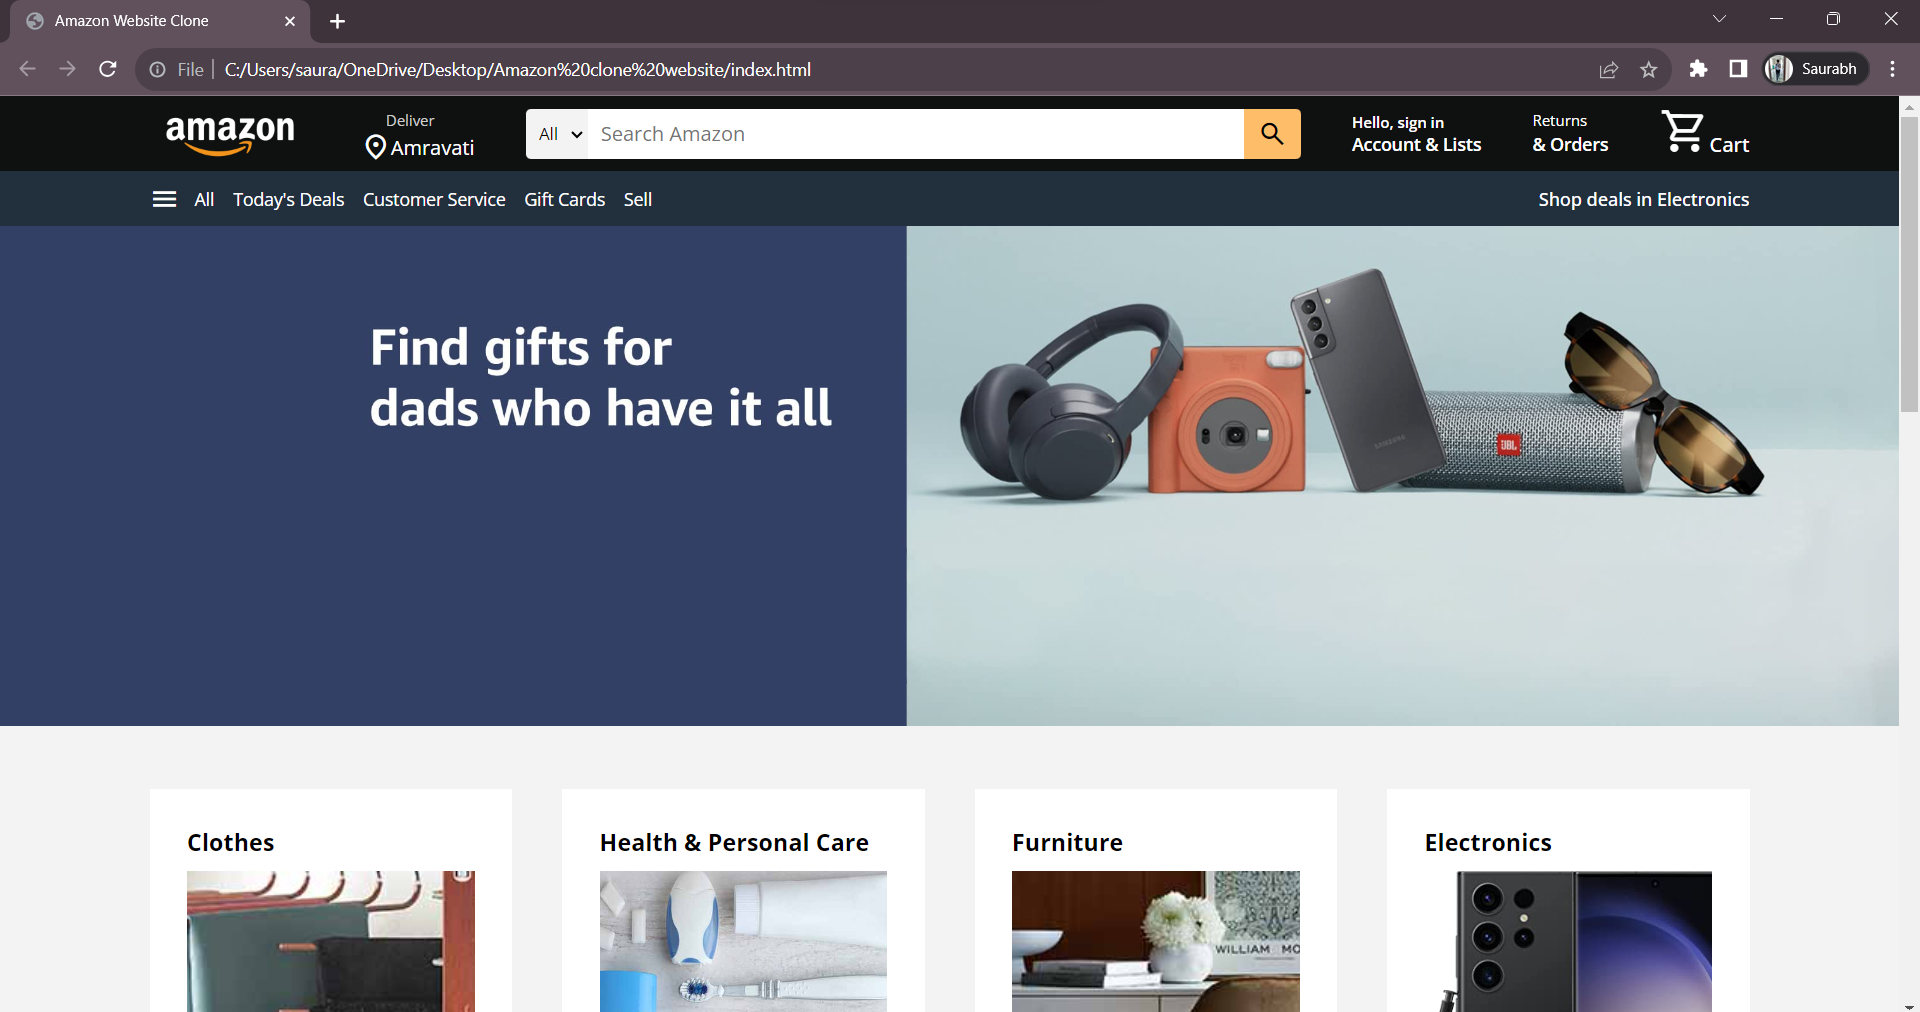 Amazon Website Clone
File
C:/Users/saura/OneDrive/Desktop/Amazon%20clone%20website/index.html
Saurabh
amazon
Deliver
Amravati
All
Search Amazon
Hello, sign in
Account & Lists
Returns
& Orders
Cart
All Today's Deals Customer Service Gift Cards Sell
Shop deals in Electronics
Find gifts for
dads who have it all
SAMSUNG
JBL
Clothes
Health & Personal Care
Furniture
Electronics
WILLIAM MO